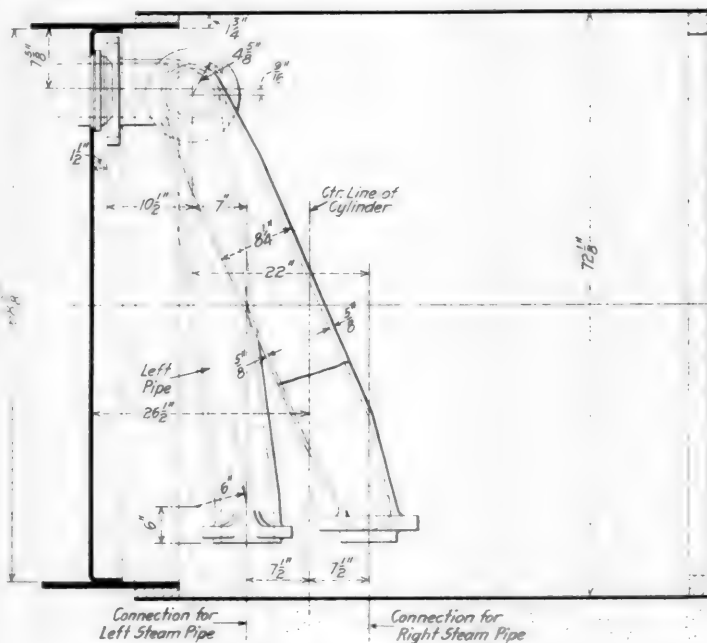 1 3/4"
7 5/8"
4 5/8"
9/16"
1 1/2"
10 1/2"
7"
Ctr. Line of
Cylinder
8 1/4"
22"
72 1/8"
5/8"
5/8"
Left
Pipe
26 1/2"
6"
6"
7 1/2"
7 1/2"
Connection for
Left Steam Pipe
Connection for
Right Steam Pipe